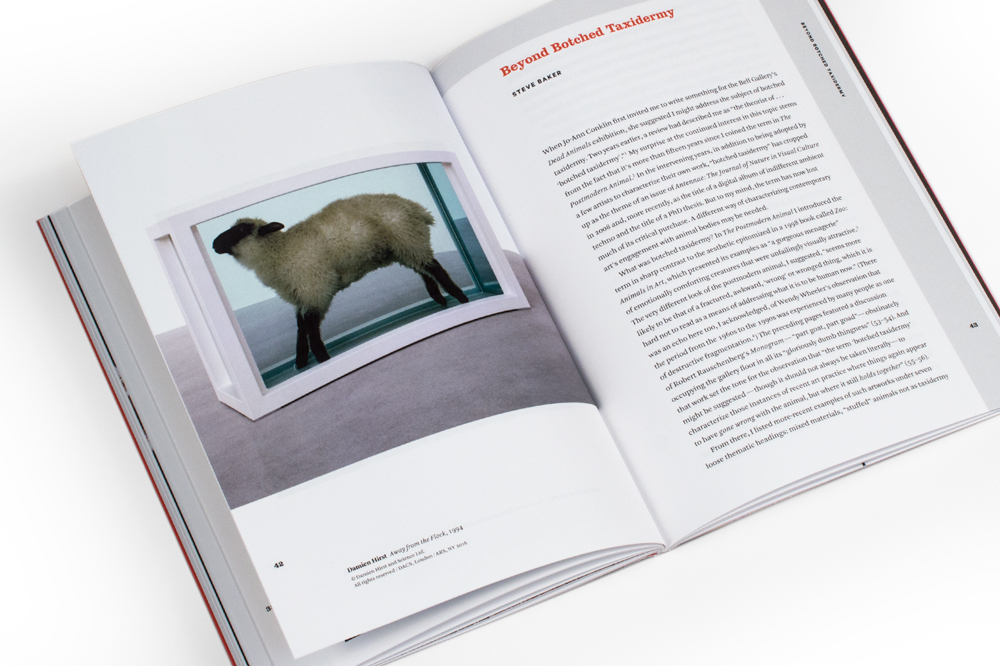 Damien Hirst Away from the Flock, 1994
© Damien Hirst and Science Ltd.
All rights reserved / DACS, London / ARS, NY 2016
42
3
Beyond Botched Taxidermy
STEVE BAKER
When Jo-Ann Conklin first invited me to write something for the Bell Gallery's
Dead Animals exhibition, she suggested I might address the subject of botched
taxidermy. Two years earlier, a review had described me as "the theorist of . . .
'botched taxidermy'."¹ My surprise at the continued interest in this topic stems
from the fact that it's more than fifteen years since I coined the term in The
Postmodern Animal.² In the intervening years, in addition to being adopted by
a few artists to characterize their own work, "botched taxidermy" has cropped
up as the theme of an issue of Antennae: The Journal of Nature in Visual Culture
in 2008 and, more recently, as the title of a digital album of indifferent ambient
techno and the title of a PhD thesis. But to my mind, the term has now lost
much of its critical purchase. A different way of characterizing contemporary
art's engagement with animal bodies may be needed.
What was botched taxidermy? In The Postmodern Animal I introduced the
term in sharp contrast to the aesthetic epitomized in a 1998 book called Zoo:
Animals in Art, which presented its examples as "a gorgeous menagerie"
of emotionally comforting creatures that were unfailingly visually attractive.³
The very different look of the postmodern animal, I suggested, "seems more
likely to be that of a fractured, awkward, 'wrong' or wronged thing, which it is
hard not to read as a means of addressing what it is to be human now." (There
was an echo here too, I acknowledged, of Wendy Wheeler's observation that
the period from the 1960s to the 1990s was experienced by many people as one
of destructive fragmentation.⁴) The preceding pages featured a discussion
of Robert Rauschenberg's Monogram — "part goat, part goad" — obstinately
occupying the gallery floor in all its "gloriously dumb thingness" (53–54). And
that work set the tone for the observation that "the term 'botched taxidermy'
might be suggested — though it should not always be taken literally — to
characterize those instances of recent art practice where things again appear
to have gone wrong with the animal, but where it still holds together" (55–56).
From there, I listed more-recent examples of such artworks under seven
loose thematic headings: mixed materials, "stuffed" animals not as taxidermy
BEYOND BOTCHED TAXIDERMY
43